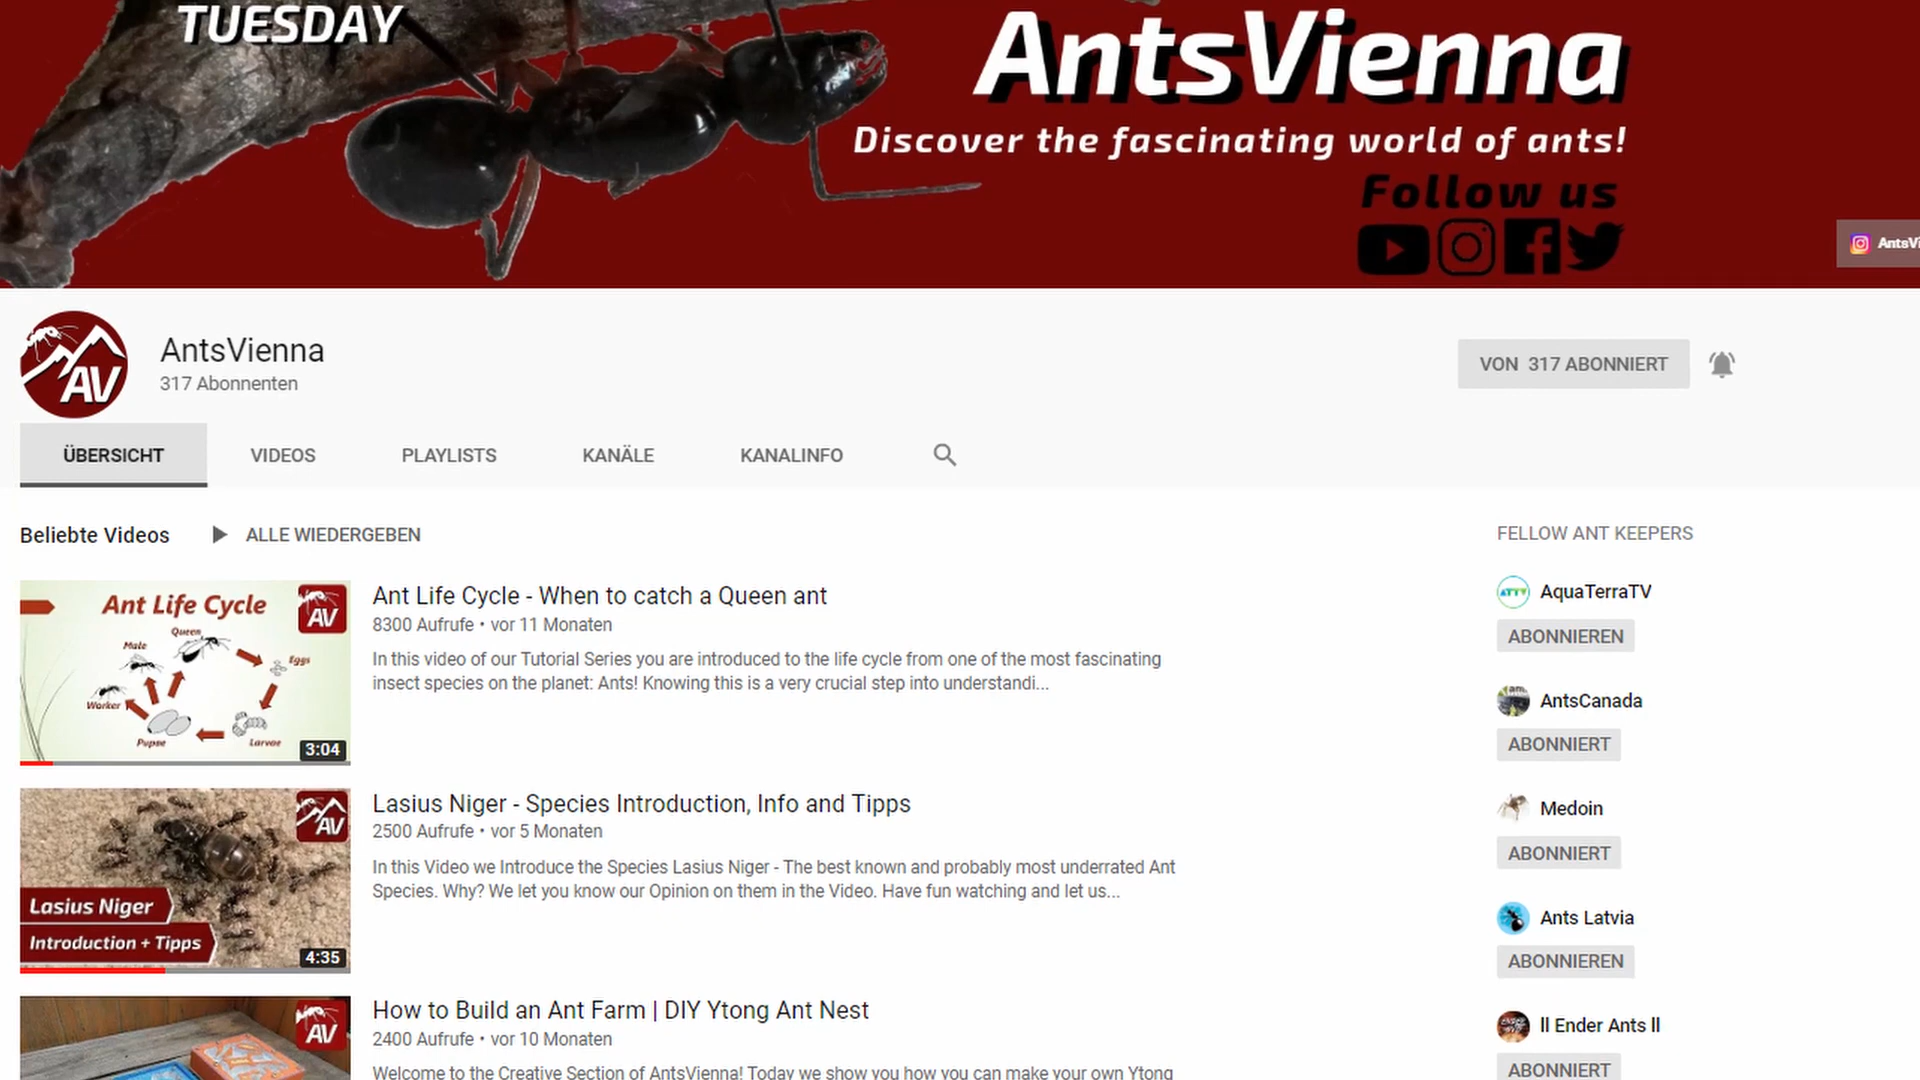 TUESDAY
AntsVienna
Discover the fascinating world of ants!
Follow us
AntsVi
AV
AntsVienna
317 Abonnenten
VON 317 ABONNIERT
ÜBERSICHT
VIDEOS
PLAYLISTS
KANÄLE
KANALINFO
Beliebte Videos
ALLE WIEDERGEBEN
Ant Life Cycle
AV
Queen
Male
Eggs
Worker
Pupae
Larvae
3:04
Ant Life Cycle - When to catch a Queen ant
8300 Aufrufe • vor 11 Monaten
In this video of our Tutorial Series you are introduced to the life cycle from one of the most fascinating
insect species on the planet: Ants! Knowing this is a very crucial step into understandi...
AV
Lasius Niger
Introduction + Tipps
4:35
Lasius Niger - Species Introduction, Info and Tipps
2500 Aufrufe • vor 5 Monaten
In this Video we Introduce the Species Lasius Niger - The best known and probably most underrated Ant
Species. Why? We let you know our Opinion on them in the Video. Have fun watching and let us...
AV
How to Build an Ant Farm | DIY Ytong Ant Nest
2400 Aufrufe • vor 10 Monaten
Welcome to the Creative Section of AntsVienna! Today we show you how you can make your own Ytong
FELLOW ANT KEEPERS
ATTV
AquaTerraTV
ABONNIEREN
AntsCanada
ABONNIERT
Medoin
ABONNIERT
Ants Latvia
ABONNIEREN
ll Ender Ants ll
ABONNIERT